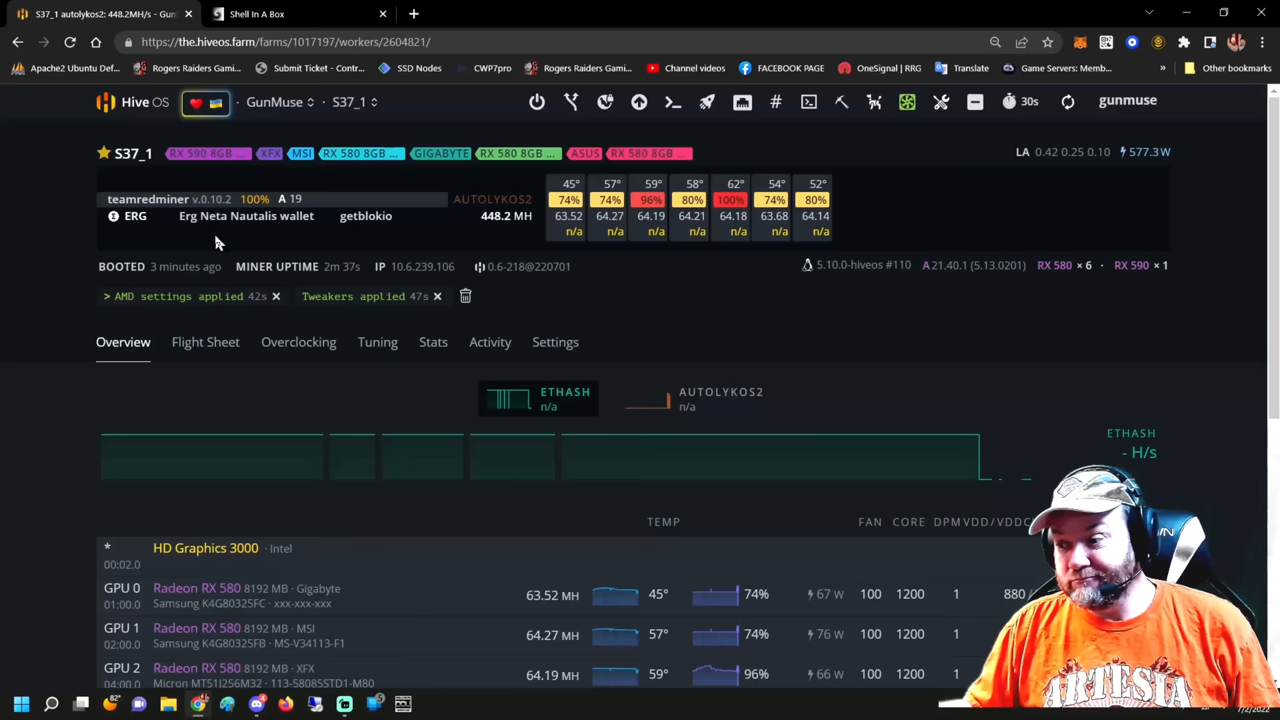 S37_1 autolykos2: 448.2MH/s - Gun
Shell In A Box
https://the.hiveos.farm/farms/1017197/workers/2604821/
Apache2 Ubuntu Def...
Rogers Raiders Gami...
Submit Ticket - Contr...
SSD Nodes
CWP7pro
Rogers Raiders Gami...
Channel videos
FACEBOOK PAGE
OneSignal | RRG
Translate
Game Servers: Memb...
Other bookmarks
Hive OS GunMuse S37_1 30s gunmuse
S37_1 RX 590 8GB ... XFX MSI RX 580 8GB ... GIGABYTE RX 580 8GB ... ASUS RX 580 8GB ... LA 0.42 0.25 0.10 577.3 W
45° 57° 59° 58° 62° 54° 52°
teamredminer v.0.10.2 100% A 19 AUTOLYKOS2 74% 74% 96% 80% 100% 74% 80%
ERG Erg Neta Nautalis wallet getblokio 448.2 MH 63.52 64.27 64.19 64.21 64.18 63.68 64.14
n/a n/a n/a n/a n/a n/a n/a
BOOTED 3 minutes ago MINER UPTIME 2m 37s IP 10.6.239.106 0.6-218@220701 5.10.0-hiveos #110 A 21.40.1 (5.13.0201) RX 580 × 6 · RX 590 × 1
> AMD settings applied 42s × Tweakers applied 47s ×
Overview Flight Sheet Overclocking Tuning Stats Activity Settings
ETHASH
n/a
AUTOLYKOS2
n/a
ETHASH
- H/s
TEMP FAN CORE DPM VDD/VDDC
* HD Graphics 3000 · Intel
00:02.0
GPU 0 Radeon RX 580 8192 MB · Gigabyte 63.52 MH 45° 74% 67 W 100 1200 1 880 /
01:00.0 Samsung K4G80325FC · xxx-xxx-xxx
GPU 1 Radeon RX 580 8192 MB · MSI 64.27 MH 57° 74% 76 W 100 1200 1
02:00.0 Samsung K4G80325FB · MS-V34113-F1
GPU 2 Radeon RX 580 8192 MB · XFX 64.19 MH 59° 96% 66 W 100 1200 1
04:00.0 Micron MT51J256M32 · 113-58085STD1-M80
ARTESIA
82°
7/2/2022